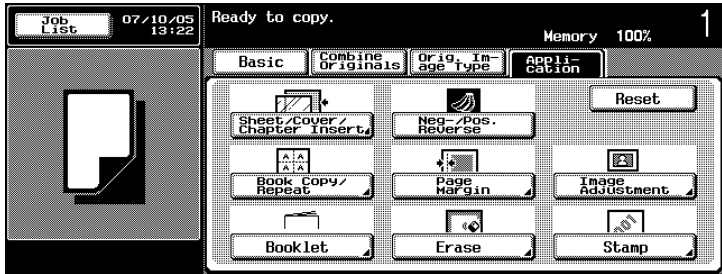 Job
List
07/10/05
13:22
Ready to copy.
Memory 100%
1
Basic
Combine
Originals
Orig. Im-
age Type
Appli-
cation
Sheet/Cover/
Chapter Insert
Neg-/Pos.
Reverse
Reset
Book Copy/
Repeat
Page
Margin
Image
Adjustment
Booklet
Erase
Stamp